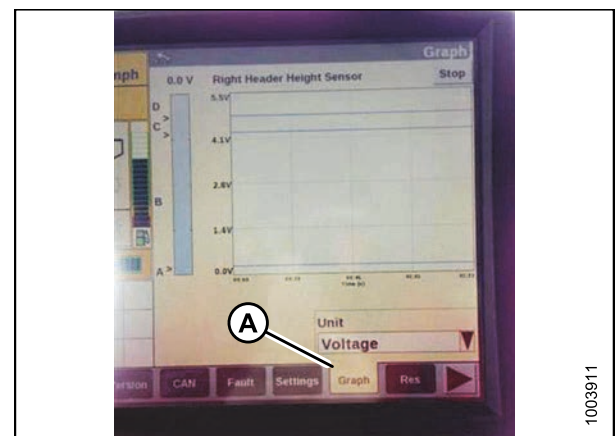 Graph
mph
0.0 V
Right Header Height Sensor
Stop
D
C
B
A
5.5V
4.1V
2.8V
1.4V
0.0V
Time (s)
A
Unit
Voltage
CAN
Fault
Settings
Graph
Res
1003911